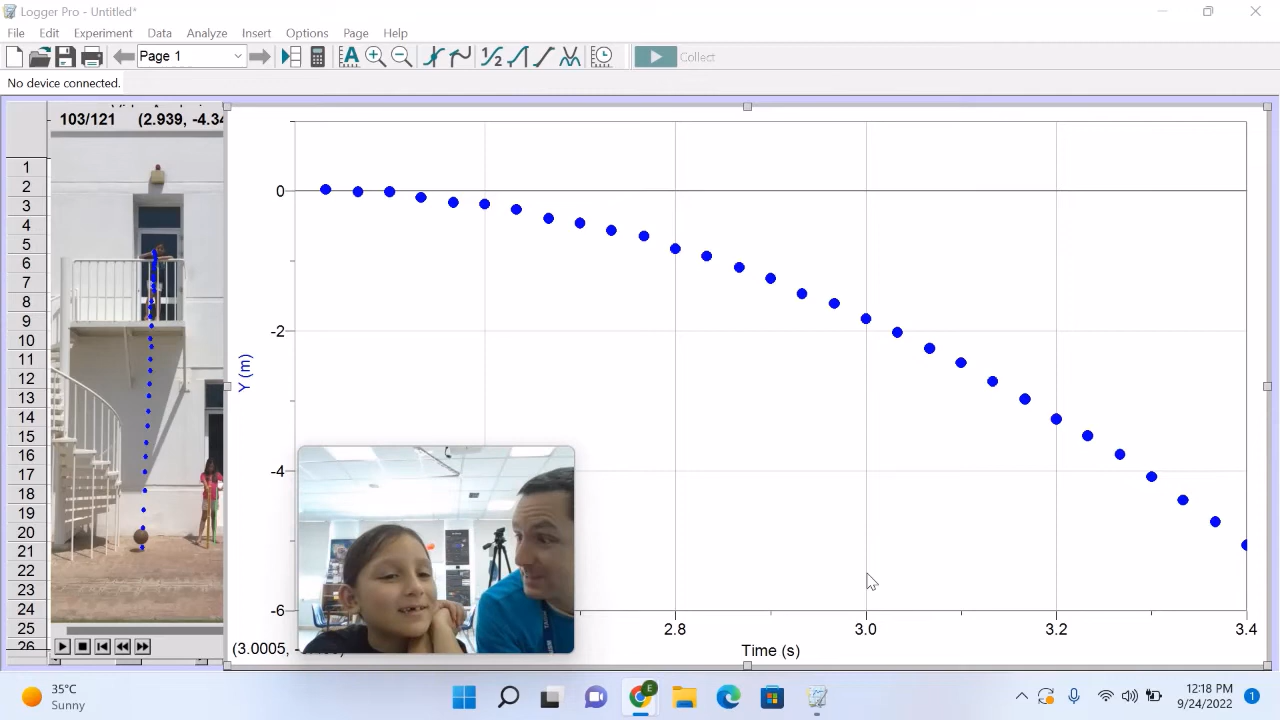 Logger Pro - Untitled*
File Edit Experiment Data Analyze Insert Options Page Help
Page 1
Collect
No device connected.
103/121 (2.939, -4.34
1
2
3
4
5
6
7
8
9
10
11
12
13
14
15
16
17
18
19
20
21
22
23
24
25
26
0
-2
-4
-6
Y (m)
2.8 3.0 3.2 3.4
Time (s)
(3.0005,
35°C
Sunny
E
12:18 PM
9/24/2022
1